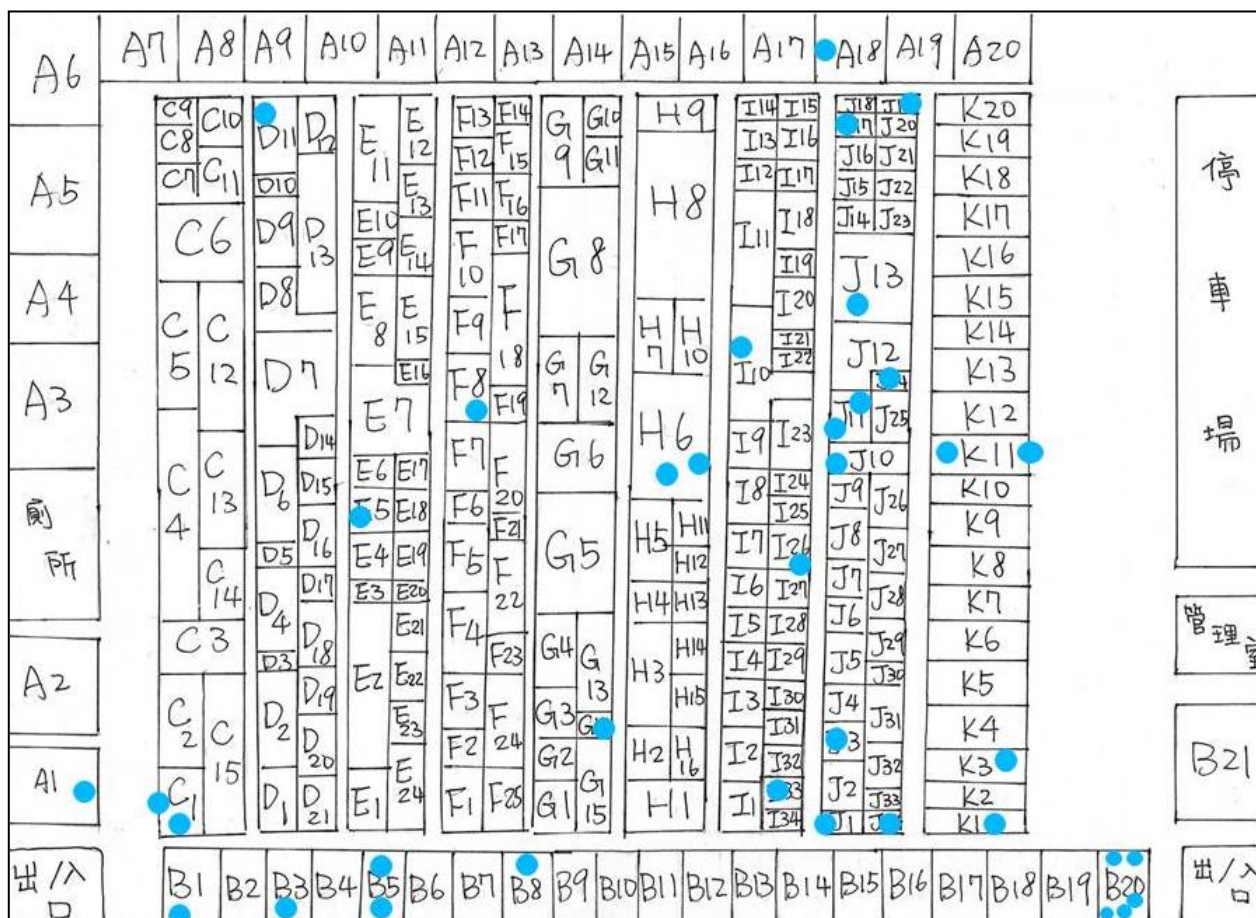 A7 A8 A9 A10 A11 A12 A13 A14 A15 A16 A17 A18 A19 A20
A6
A5
A4
A3
廁所
A2
A1
出/入口
C9 C10
C8
C7 C11
C6
C5 C12
C4 C13
C14
C3
C2 C15
C1
D11 D12
D10
D9 D13
D8
D7
D14
D6 D15
D16
D5
D4 D17
D18
D3
D2 D19
D20
D1 D21
E11 E12
E13
E10
E9 E14
E8 E15
E16
E7
E6 E17
E5 E18
E4 E19
E3 E20
E21
E2 E22
E23
E1 E24
F13 F14
F12 F15
F11 F16
F17
F10 F18
F9
F8 F19
F7 F20
F6 F21
F5 F22
F4
F23
F3 F24
F2
F1 F25
G9 G10
G11
G8
G7 G12
G6
G5
G4 G13
G3
G2 G15
G1
H9
H8
H7 H10
H6
H5 H11
H12
H4 H13
H3 H14
H15
H2 H16
H1
I14 I15
I13 I16
I12 I17
I11 I18
I19
I20
I10 I21
I22
I9 I23
I8 I24
I25
I7 I26
I6 I27
I5 I28
I4 I29
I3 I30
I31
I2 I32
I1 I34
J18
J20
J16 J21
J15 J22
J14 J23
J13
J12
J11 J25
J10
J9 J26
J8 J27
J7 J28
J6 J29
J5 J30
J4 J31
J32
J2 J33
J1
K20
K19
K18
K17
K16
K15
K14
K13
K12
K11
K10
K9
K8
K7
K6
K5
K4
K3
K2
K1
停車場
管理室
B21
出/入口
B1 B2 B3 B4 B5 B6 B7 B8 B9 B10 B11 B12 B13 B14 B15 B16 B17 B18 B19 B20